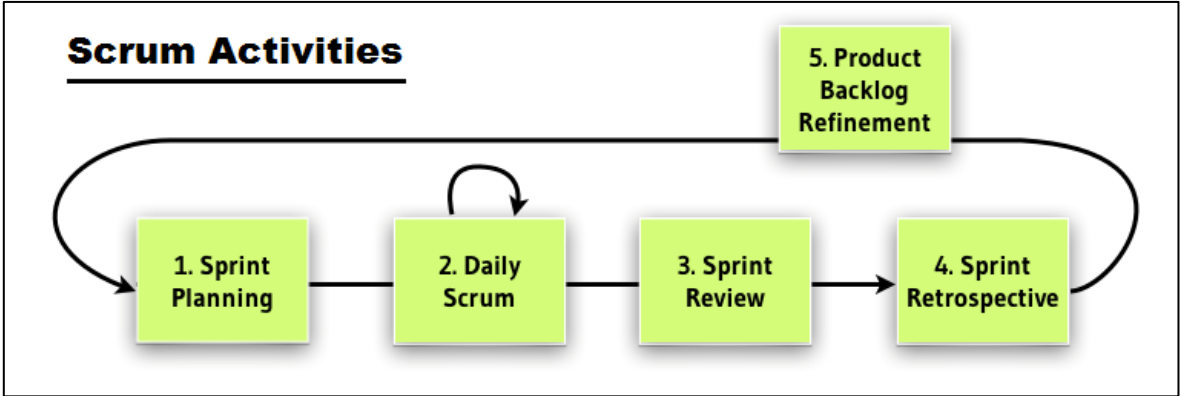 Scrum Activities
5. Product
Backlog
Refinement
1. Sprint
Planning
2. Daily
Scrum
3. Sprint
Review
4. Sprint
Retrospective